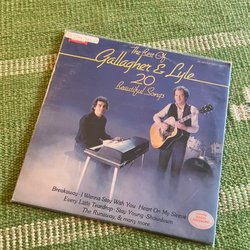 The Best Of
Gallagher & Lyle
20
Beautiful Songs
Breakaway · I Wanna Stay With You · Heart On My Sleeve
Every Little Teardrop · Stay Young · Showdown
The Runaway, & many more